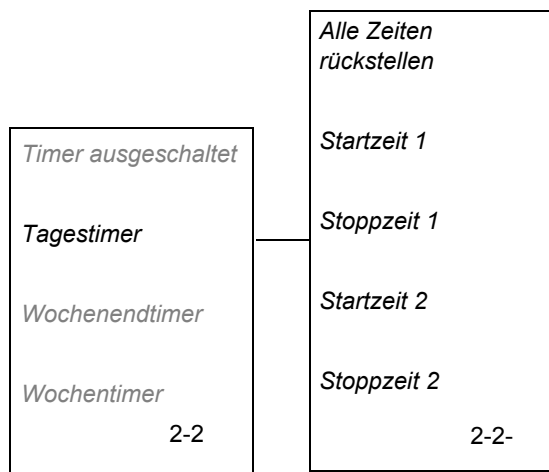 Timer ausgeschaltet
Tagestimer
Wochenendtimer
Wochentimer
2-2
Alle Zeiten
rückstellen
Startzeit 1
Stoppzeit 1
Startzeit 2
Stoppzeit 2
2-2-